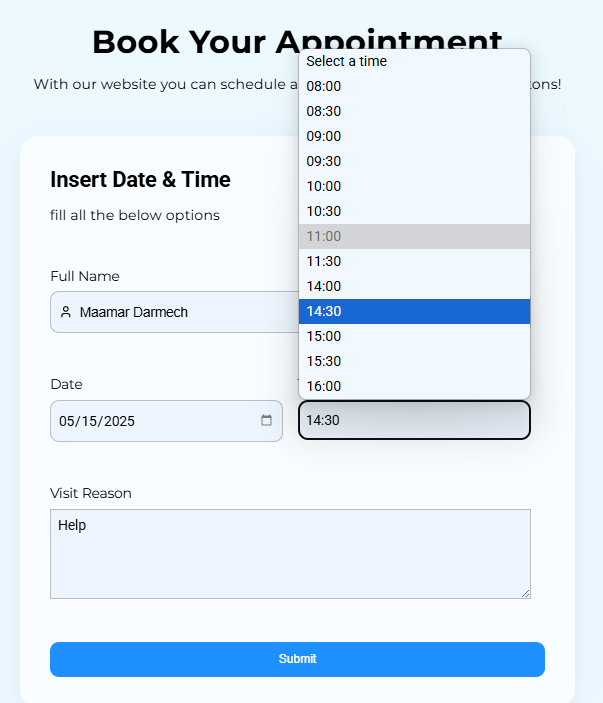 Book Your Appointment
With our website you can schedule a
tons!
Insert Date & Time
fill all the below options
Full Name
Maamar Darmech
Date
05/15/2025
Select a time
08:00
08:30
09:00
09:30
10:00
10:30
11:00
11:30
14:00
14:30
15:00
15:30
16:00
14:30
Visit Reason
Help
Submit